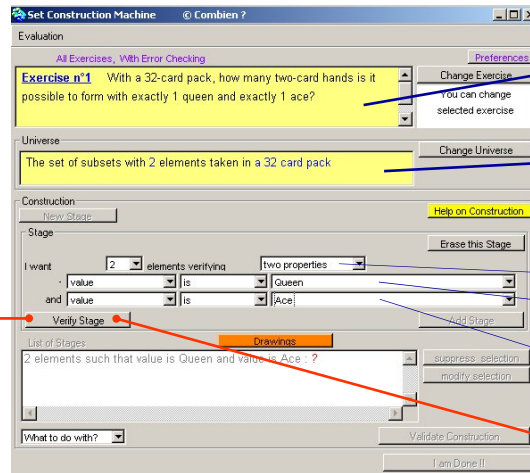 Set Construction Machine © Combien ?
Evaluation
All Exercises, With Error Checking
Preferences
Exercise n°1 With a 32-card pack, how many two-card hands is it
possible to form with exactly 1 queen and exactly 1 ace?
Change Exercise
You can change
selected exercise
Universe
The set of subsets with 2 elements taken in a 32 card pack
Change Universe
Construction
New Stage
Help on Construction
Stage
Erase this Stage
I want 2 elements verifying two properties
- value is Queen
and value is Ace
Verify Stage
Add Stage
List of Stages
Drawings
2 elements such that value is Queen and value is Ace : ?
suppress selection
modify selection
What to do with?
Validate Construction
I am Done !!